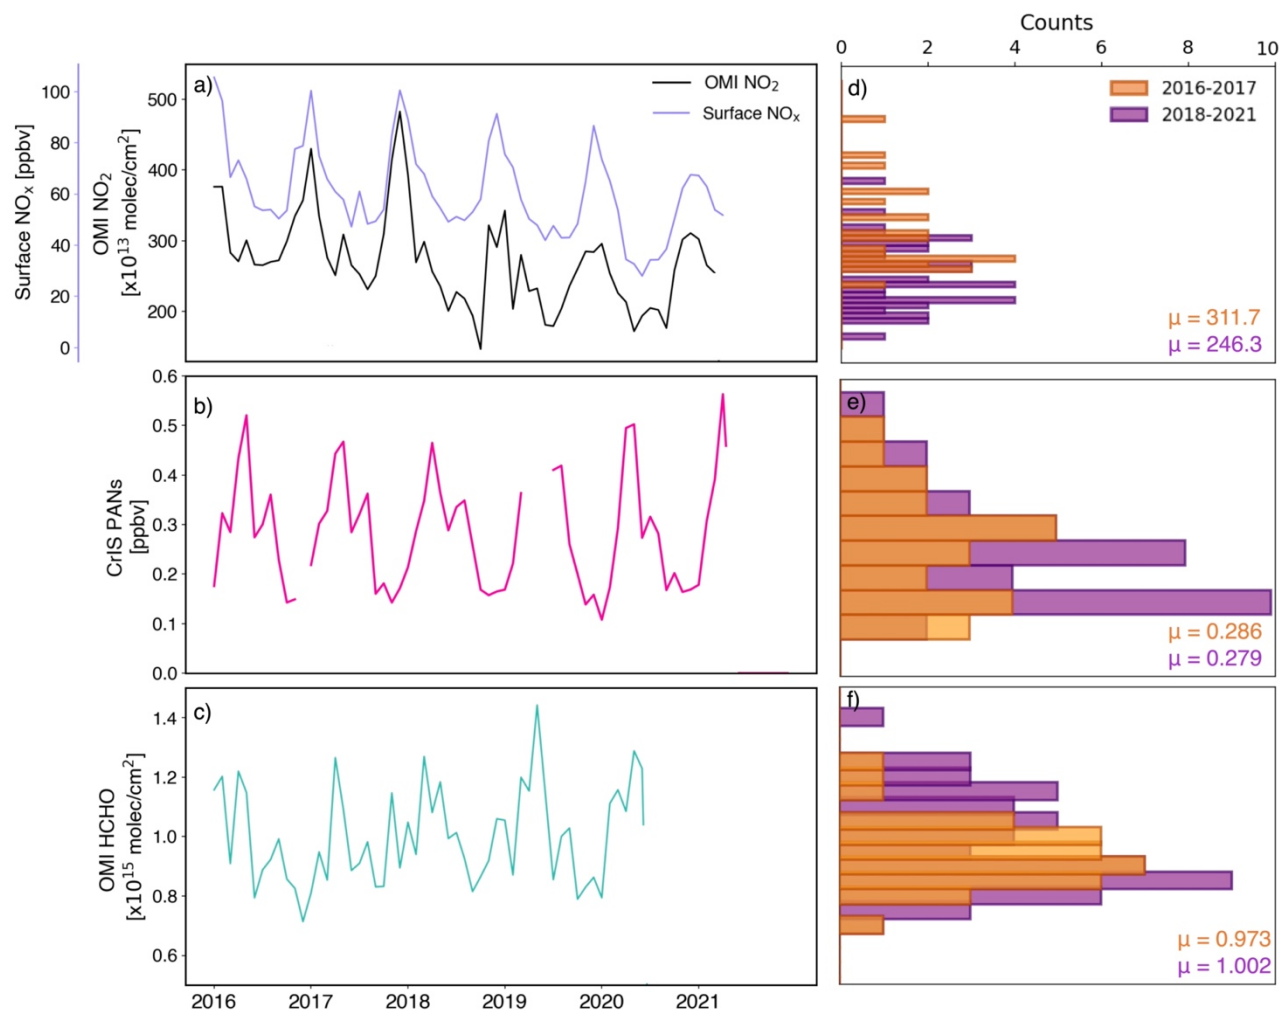 Counts
0 2 4 6 8 10
a)
OMI NO2
Surface NOx
Surface NOx [ppbv]
100
80
60
40
20
0
OMI NO2
[x10^13 molec/cm^2]
500
400
300
200
d)
2016-2017
2018-2021
μ = 311.7
μ = 246.3
b)
CrIS PANs
[ppbv]
0.6
0.5
0.4
0.3
0.2
0.1
0.0
e)
μ = 0.286
μ = 0.279
c)
OMI HCHO
[x10^15 molec/cm^2]
1.4
1.2
1.0
0.8
0.6
f)
μ = 0.973
μ = 1.002
2016 2017 2018 2019 2020 2021